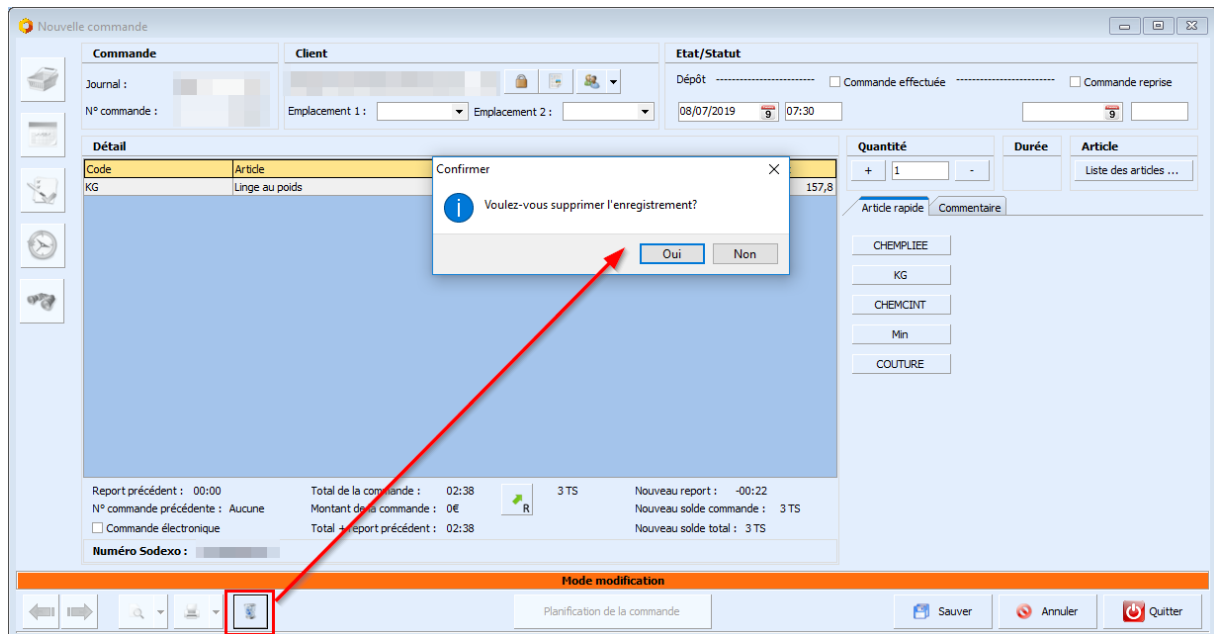 Nouvelle commande
Commande
Client
Etat/Statut
Journal :
Dépôt ------------------------ Commande effectuée ------------------------ Commande reprise
N° commande :
Emplacement 1 :
Emplacement 2 :
08/07/2019 9 07:30
9
Détail
Quantité
Durée
Article
Code Article
+ 1 -
Liste des articles ...
KG Linge au poids 157,8
Confirmer
Voulez-vous supprimer l'enregistrement?
Oui Non
Article rapide Commentaire
CHEMPLIEE
KG
CHEMCINT
Min
COUTURE
Report précédent : 00:00 Total de la commande : 02:38 R 3 TS Nouveau report : -00:22
N° commande précédente : Aucune Montant de la commande : 0€ Nouveau solde commande : 3 TS
Commande électronique Total + report précédent : 02:38 Nouveau solde total : 3 TS
Numéro Sodexo :
Mode modification
Planification de la commande Sauver Annuler Quitter